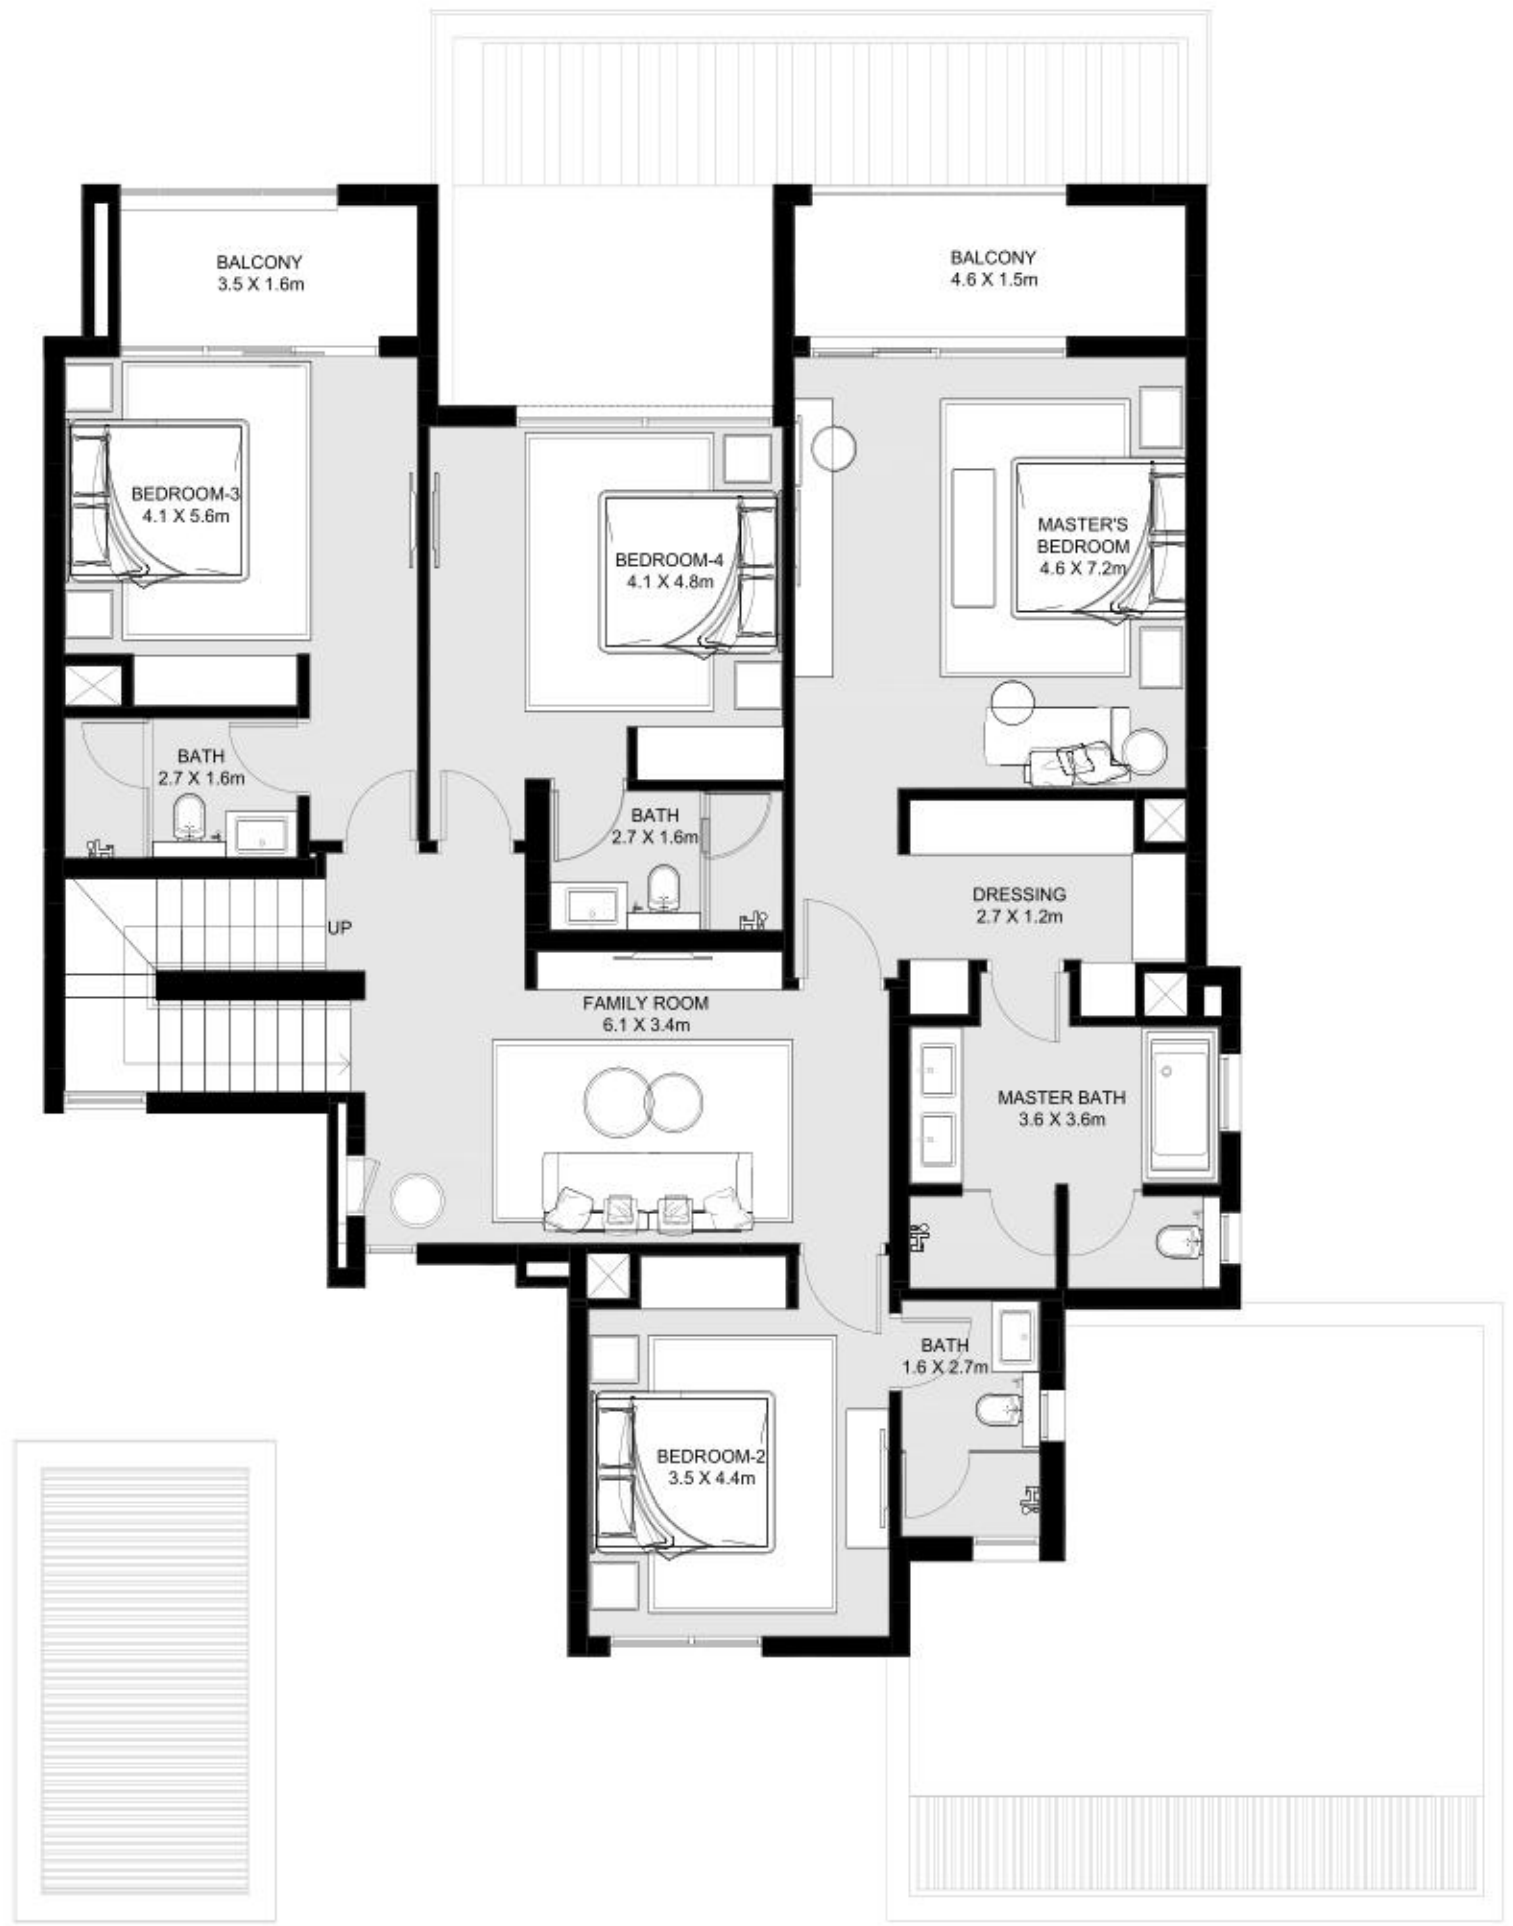 BALCONY
3.5 X 1.6m
BALCONY
4.6 X 1.5m
BEDROOM-3
4.1 X 5.6m
BEDROOM-4
4.1 X 4.8m
MASTER'S
BEDROOM
4.6 X 7.2m
BATH
2.7 X 1.6m
BATH
2.7 X 1.6m
DRESSING
2.7 X 1.2m
UP
FAMILY ROOM
6.1 X 3.4m
MASTER BATH
3.6 X 3.6m
BATH
1.6 X 2.7m
BEDROOM-2
3.5 X 4.4m